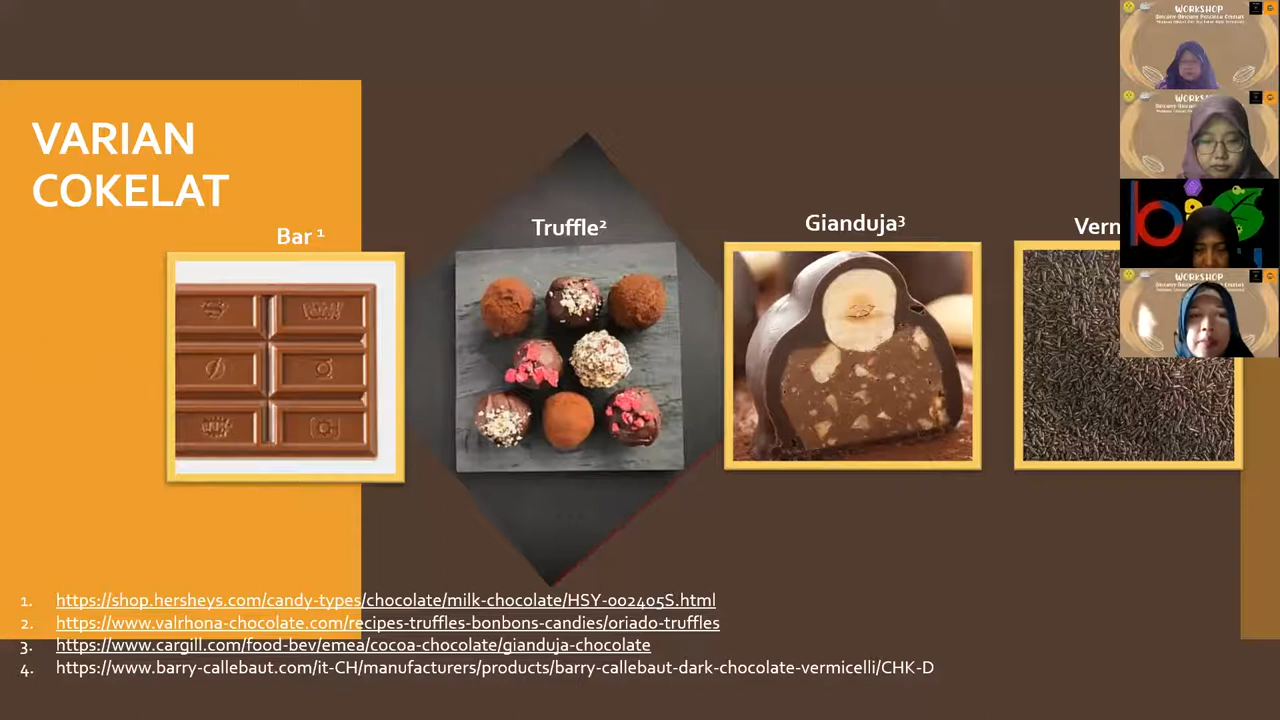 WORKSHOP
WORKSHOP
VARIAN
COKELAT
Bar ¹
Truffle²
Gianduja³
1. https://shop.hersheys.com/candy-types/chocolate/milk-chocolate/HSY-002405S.html
2. https://www.valrhona-chocolate.com/recipes-truffles-bonbons-candies/oriado-truffles
3. https://www.cargill.com/food-bev/emea/cocoa-chocolate/gianduja-chocolate
4. https://www.barry-callebaut.com/it-CH/manufacturers/products/barry-callebaut-dark-chocolate-vermicelli/CHK-D